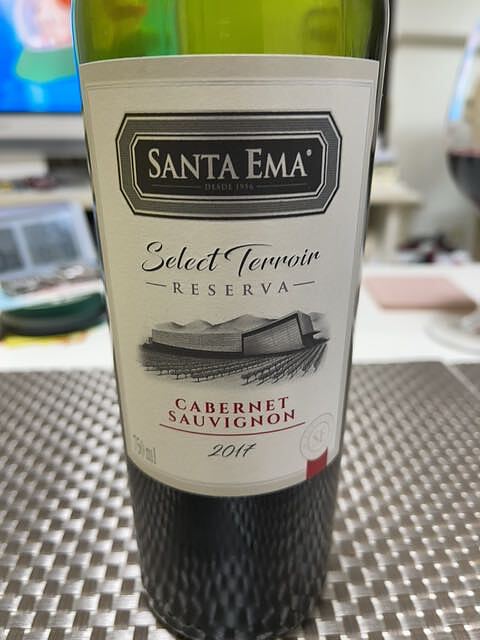 SANTA EMA®
DESDE 1956
Select Terroir
RESERVA
CABERNET
SAUVIGNON
2017
750 ml